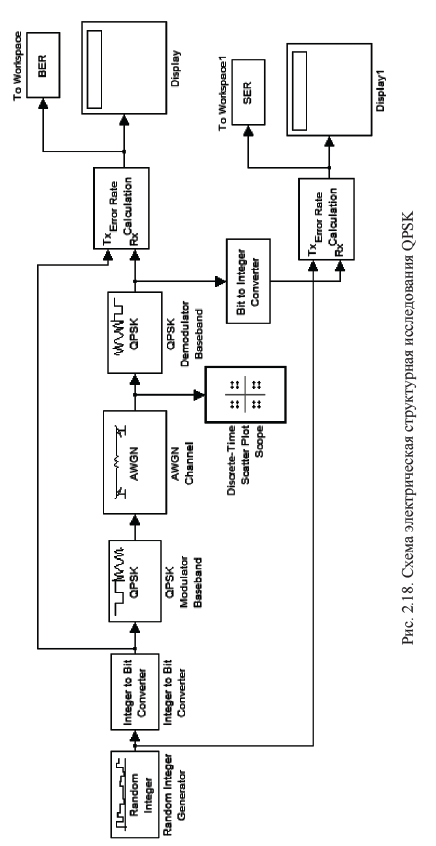 Random
Integer
Random Integer
Generator
Integer to Bit
Converter
Integer to Bit
Converter
QPSK
QPSK
Modulator
Baseband
AWGN
AWGN
Channel
Discrete-Time
Scatter Plot
Scope
QPSK
QPSK
Demodulator
Baseband
Bit to Integer
Converter
Tx
Error Rate
Calculation
Rx
To Workspace
BER
Display
Tx
Error Rate
Calculation
Rx
To Workspace1
SER
Display1
Рис. 2.18. Схема электрическая структурная исследования QPSK